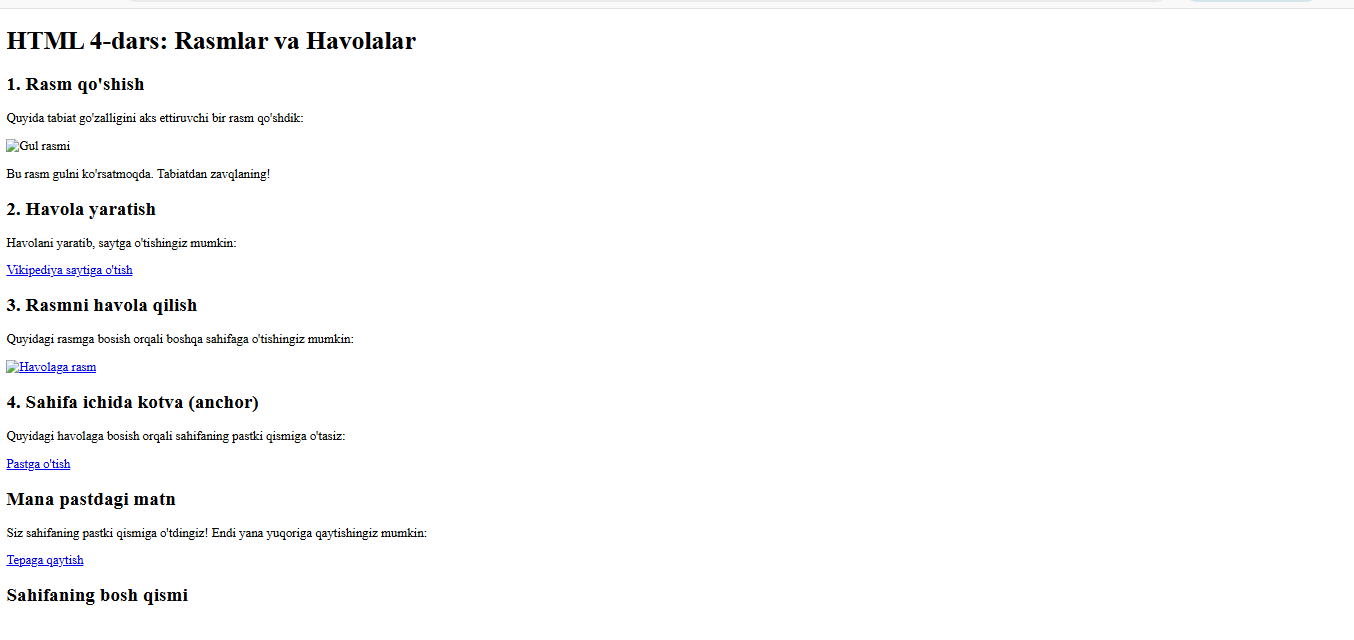 HTML 4-dars: Rasmlar va Havolalar
1. Rasm qo'shish
Quyida tabiat go'zalligini aks ettiruvchi bir rasm qo'shdik:
Gul rasmi
Bu rasm gulni ko'rsatmoqda. Tabiatdan zavqlaning!
2. Havola yaratish
Havolani yaratib, saytga o'tishingiz mumkin:
Vikipediya saytiga o'tish
3. Rasmni havola qilish
Quyidagi rasmga bosish orqali boshqa sahifaga o'tishingiz mumkin:
Havolaga rasm
4. Sahifa ichida kotva (anchor)
Quyidagi havolaga bosish orqali sahifaning pastki qismiga o'tasiz:
Pastga o'tish
Mana pastdagi matn
Siz sahifaning pastki qismiga o'tdingiz! Endi yana yuqoriga qaytishingiz mumkin:
Tepaga qaytish
Sahifaning bosh qismi